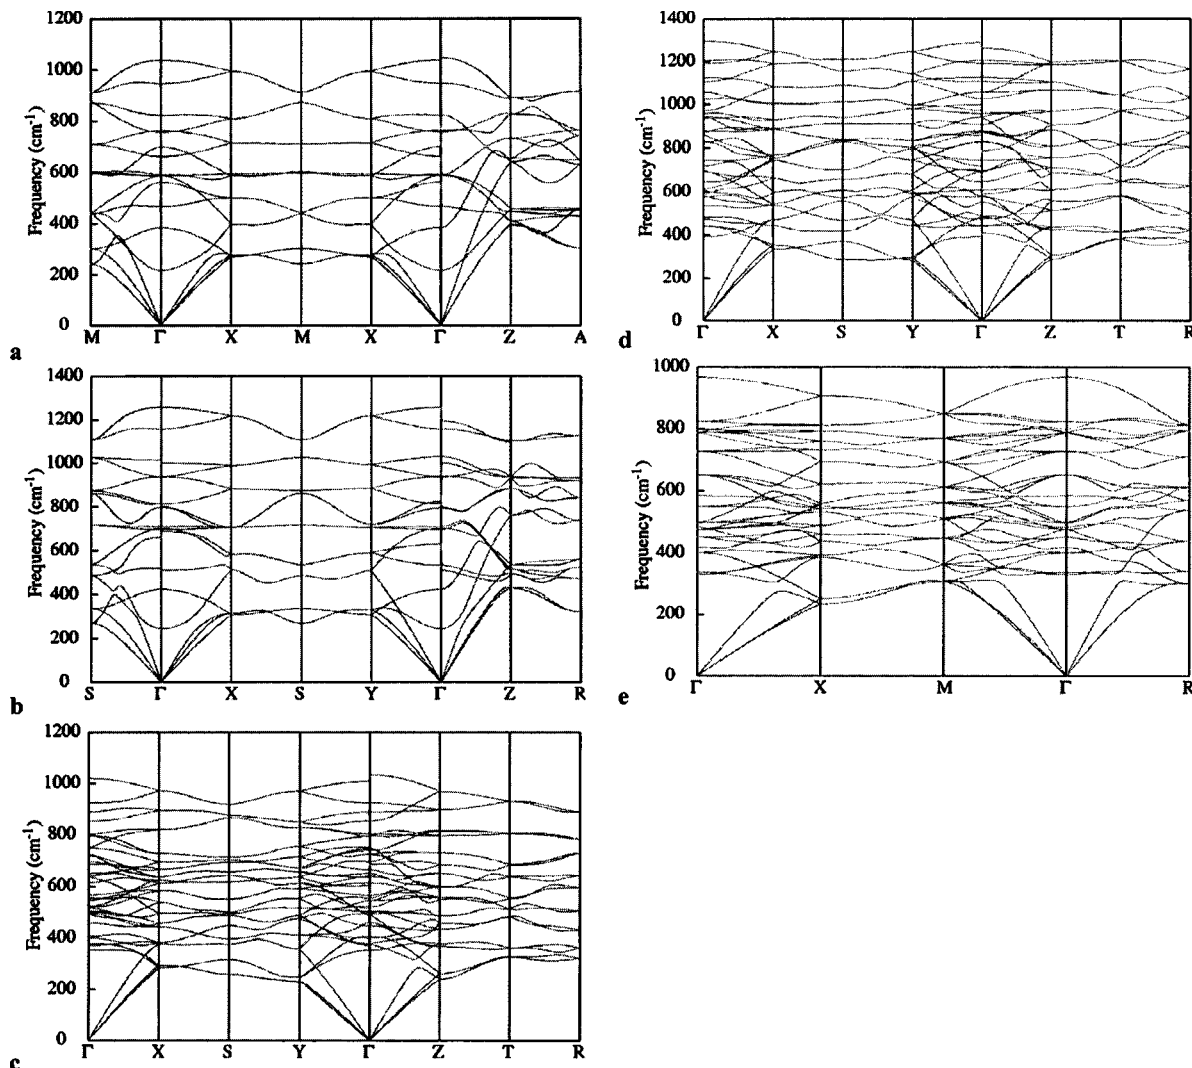 1200
1000
800
600
400
200
0
Frequency (cm-1)
M Γ X M X Γ Z A
a
1400
1200
1000
800
600
400
200
0
Frequency (cm-1)
S Γ X S Y Γ Z R
b
1200
1000
800
600
400
200
0
Frequency (cm-1)
Γ X S Y Γ Z T R
c
1400
1200
1000
800
600
400
200
0
Frequency (cm-1)
Γ X S Y Γ Z T R
d
1000
800
600
400
200
0
Frequency (cm-1)
Γ X M Γ R
e